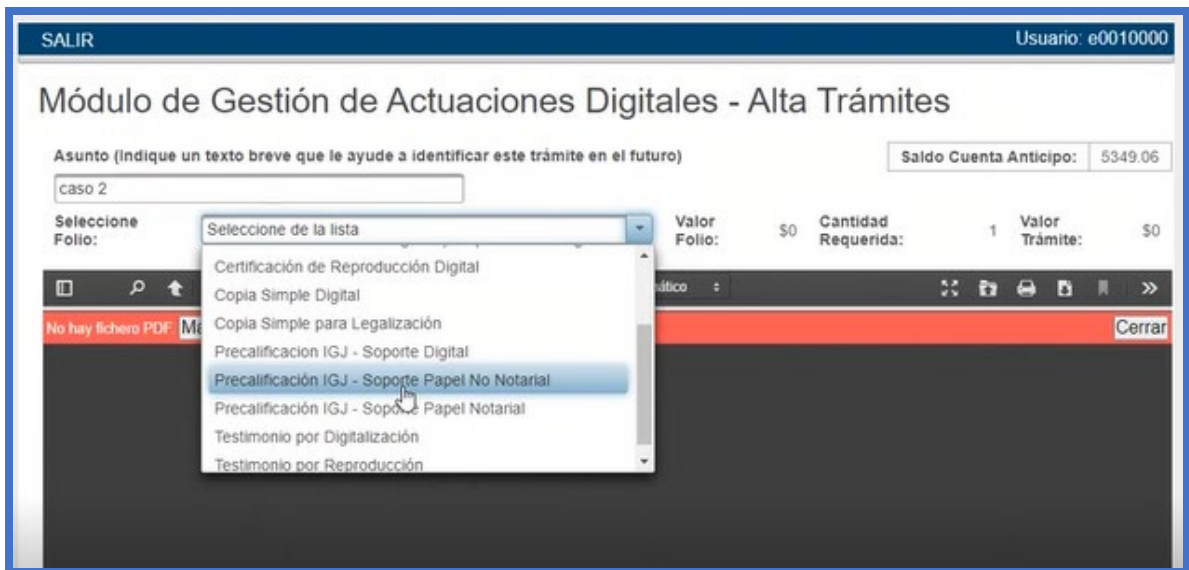 SALIR Usuario: e0010000
Módulo de Gestión de Actuaciones Digitales - Alta Trámites
Asunto (Indique un texto breve que le ayude a identificar este trámite en el futuro) Saldo Cuenta Anticipo: 5349.06
caso 2
Seleccione Folio: Seleccione de la lista Valor Folio: $0 Cantidad Requerida: 1 Valor Trámite: $0
Certificación de Reproducción Digital
Copia Simple Digital
No hay fichero PDF. Cerrar
Copia Simple para Legalización
Precalificacion IGJ - Soporte Digital
Precalificación IGJ - Soporte Papel No Notarial
Precalificación IGJ - Soporte Papel Notarial
Testimonio por Digitalización
Testimonio por Reproducción